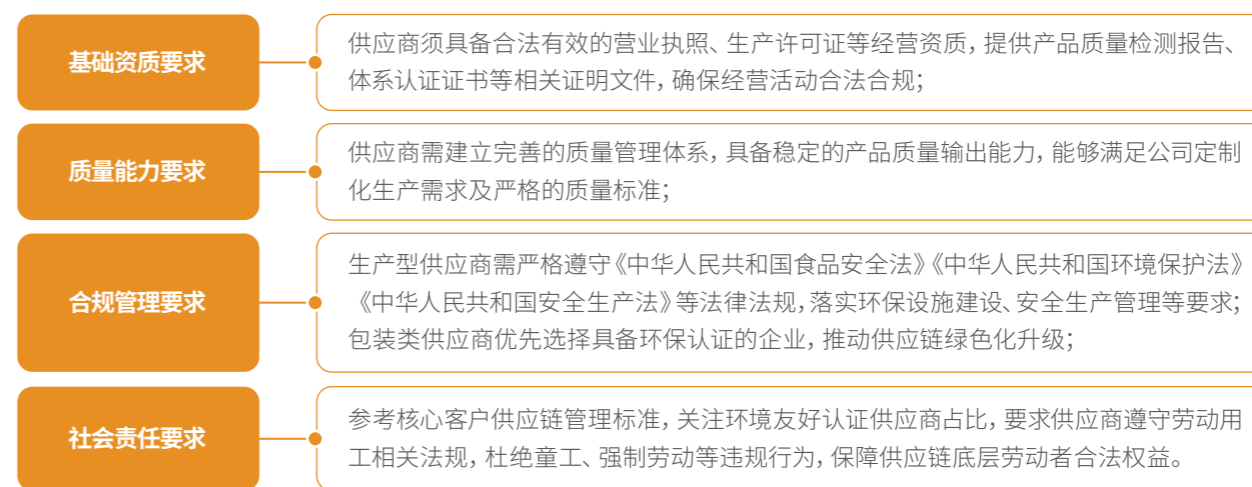 基础资质要求
供应商须具备合法有效的营业执照、生产许可证等经营资质，提供产品质量检测报告、
体系认证证书等相关证明文件，确保经营活动合法合规；
质量能力要求
供应商需建立完善的质量管理体系，具备稳定的产品质量输出能力，能够满足公司定制
化生产需求及严格的质量标准；
合规管理要求
生产型供应商需严格遵守《中华人民共和国食品安全法》《中华人民共和国环境保护法》
《中华人民共和国安全生产法》等法律法规，落实环保设施建设、安全生产管理等要求；
包装类供应商优先选择具备环保认证的企业，推动供应链绿色化升级；
社会责任要求
参考核心客户供应链管理标准，关注环境友好认证供应商占比，要求供应商遵守劳动用
工相关法规，杜绝童工、强制劳动等违规行为，保障供应链底层劳动者合法权益。